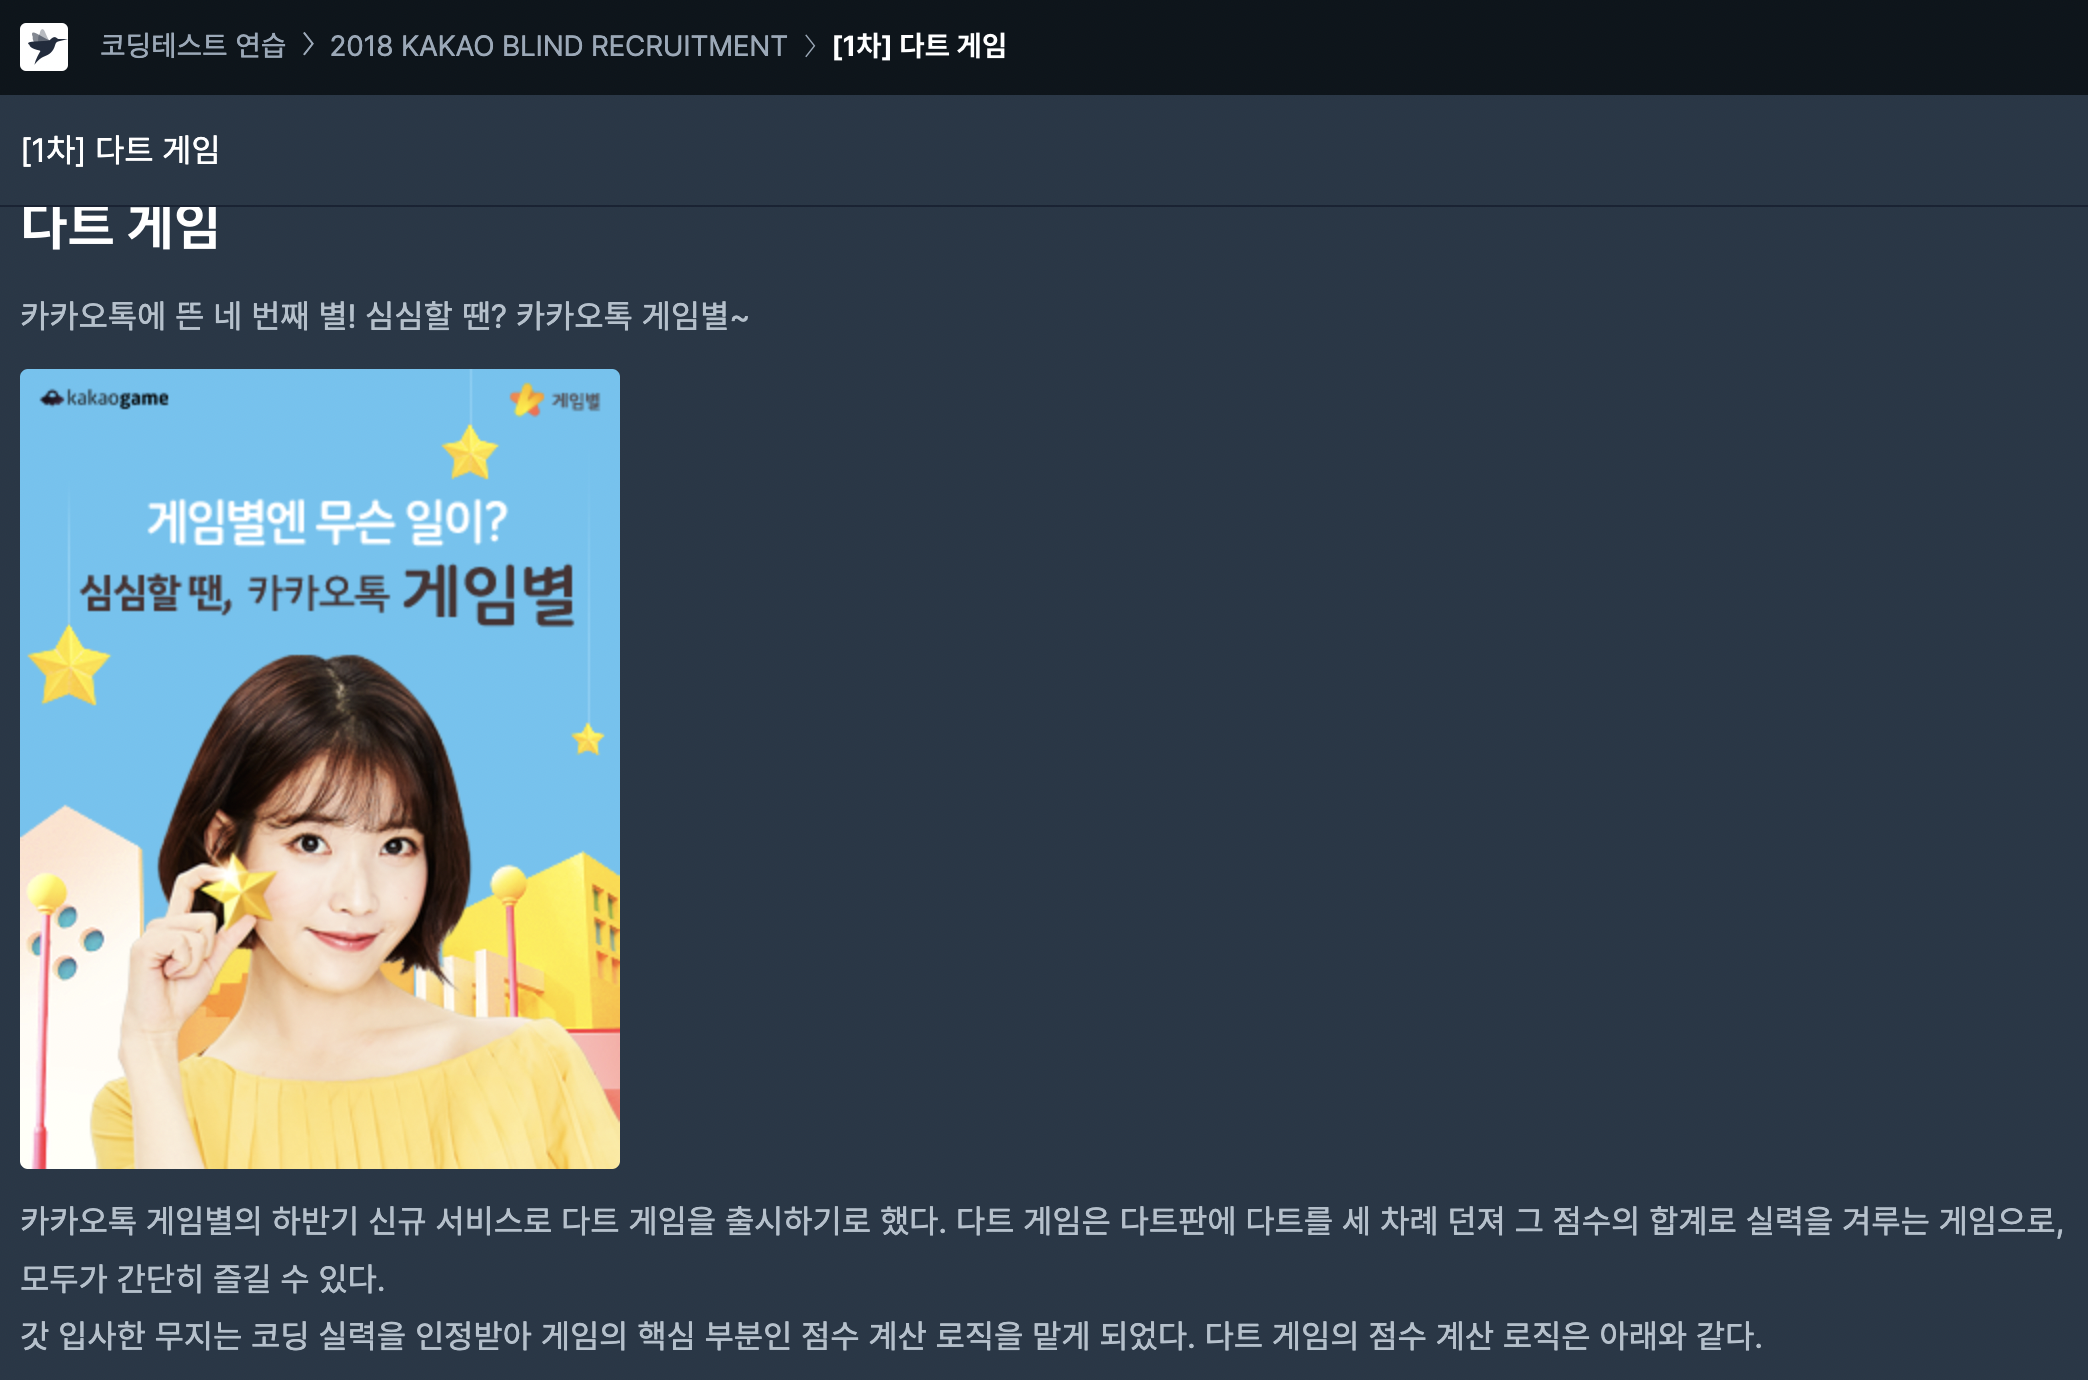 코딩테스트 연습 > 2018 KAKAO BLIND RECRUITMENT > [1차] 다트 게임
[1차] 다트 게임
다트 게임
카카오톡에 뜬 네 번째 별! 심심할 땐? 카카오톡 게임별~
kakaogame 게임별
게임별엔 무슨 일이?
심심할 땐, 카카오톡 게임별
카카오톡 게임별의 하반기 신규 서비스로 다트 게임을 출시하기로 했다. 다트 게임은 다트판에 다트를 세 차례 던져 그 점수의 합계로 실력을 겨루는 게임으로,
모두가 간단히 즐길 수 있다.
갓 입사한 무지는 코딩 실력을 인정받아 게임의 핵심 부분인 점수 계산 로직을 맡게 되었다. 다트 게임의 점수 계산 로직은 아래와 같다.